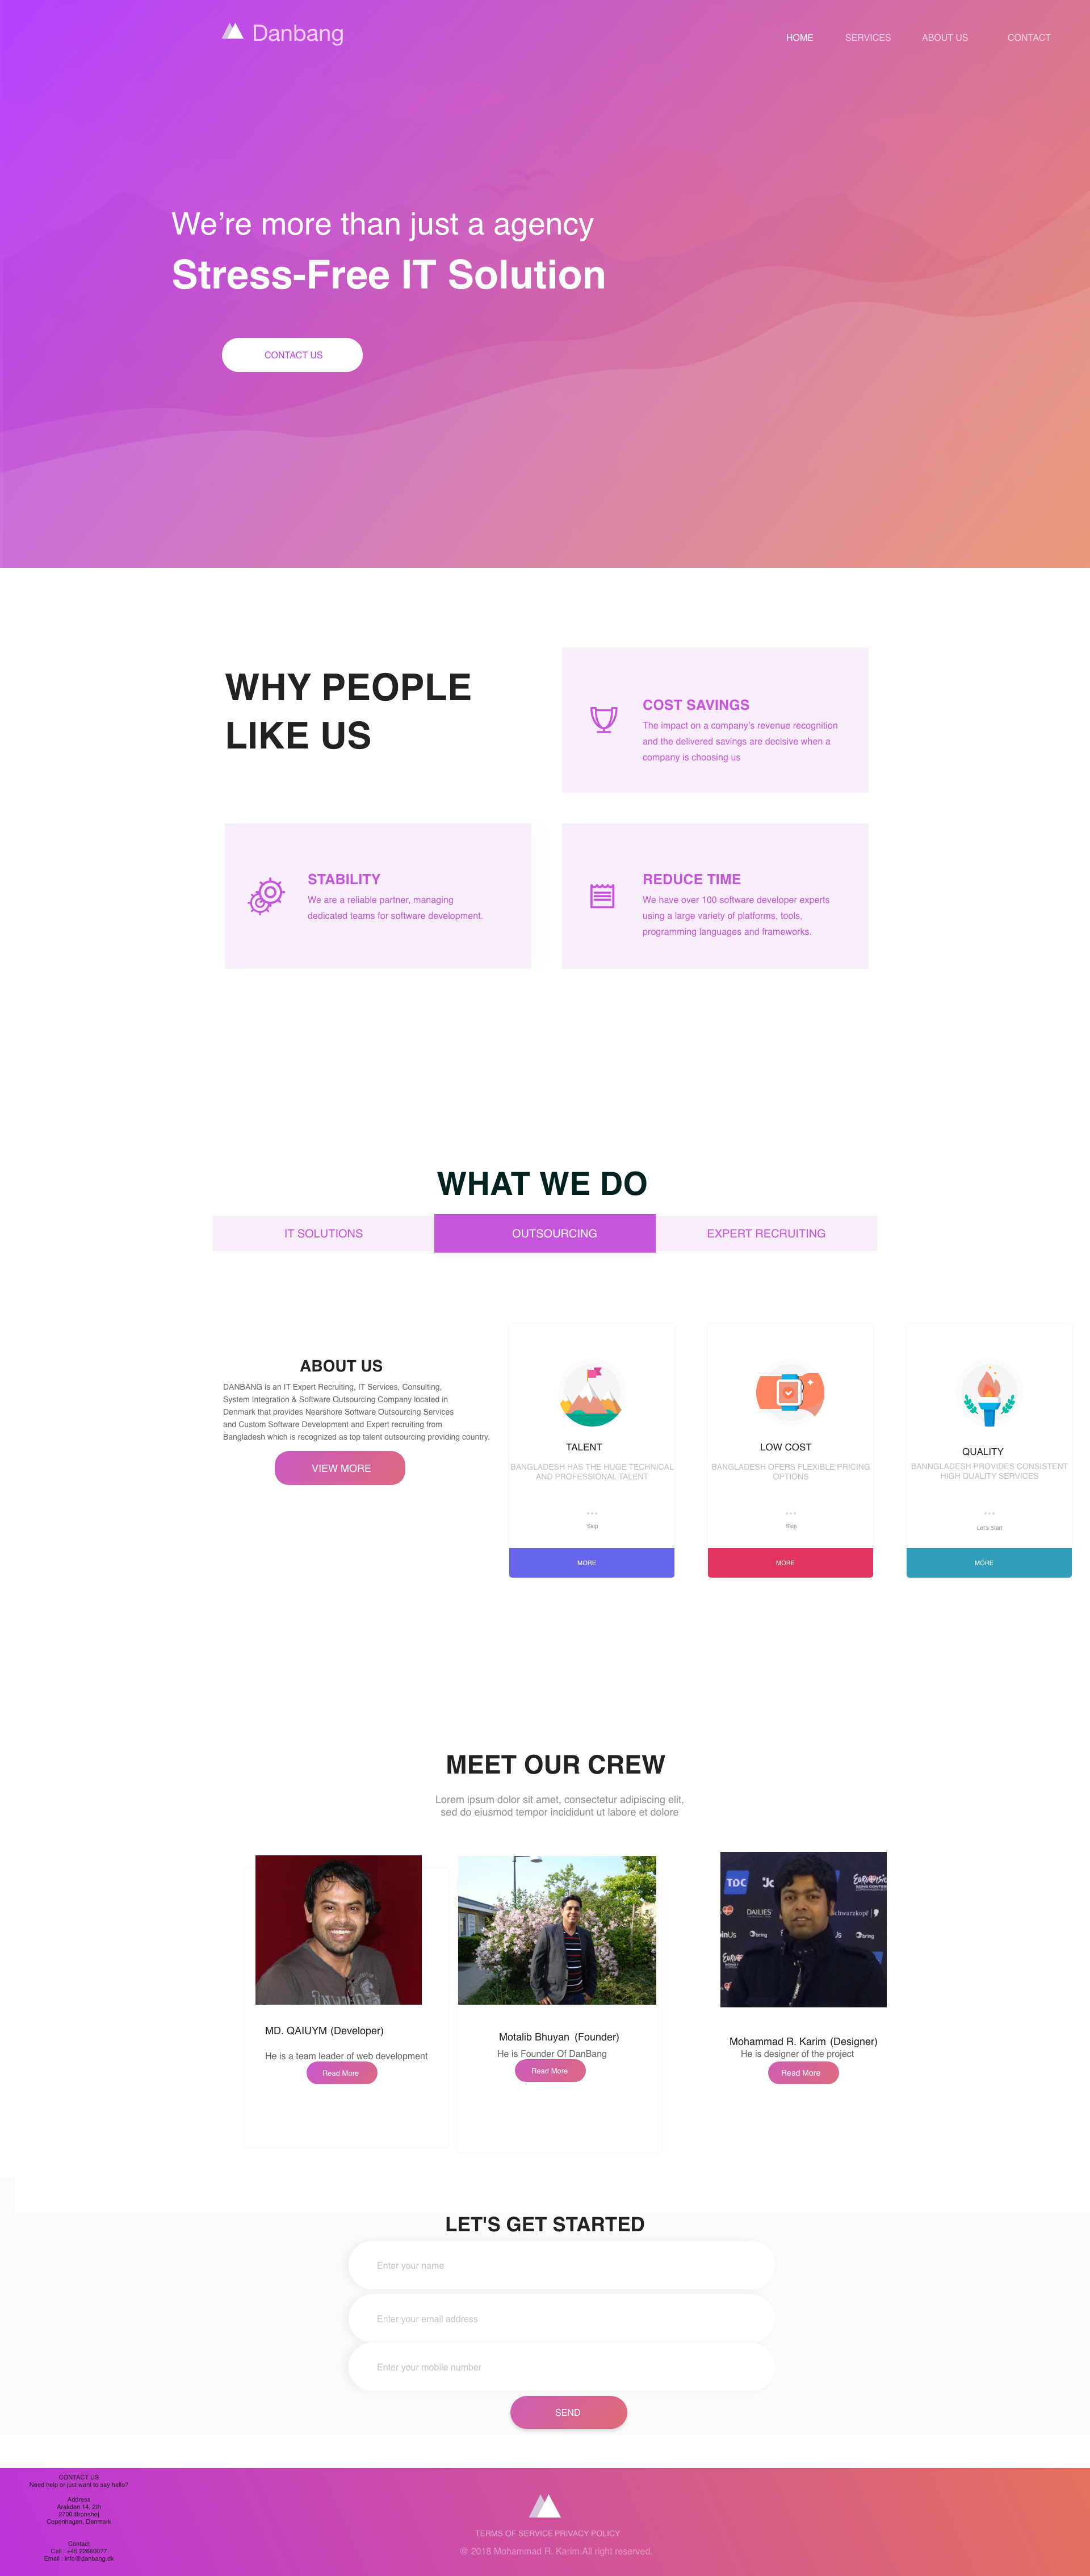 Danbang
HOME
SERVICES
ABOUT US
CONTACT
We're more than just a agency
Stress-Free IT Solution
CONTACT US
WHY PEOPLE
LIKE US
COST SAVINGS
The impact on a company's revenue recognition
and the delivered savings are decisive when a
company is choosing us
STABILITY
We are a reliable partner, managing
dedicated teams for software development.
REDUCE TIME
We have over 100 software developer experts
using a large variety of platforms, tools,
programming languages and frameworks.
WHAT WE DO
IT SOLUTIONS
OUTSOURCING
EXPERT RECRUITING
ABOUT US
DANBANG is an IT Expert Recruiting, IT Services, Consulting,
System Integration & Software Outsourcing Company located in
Denmark that provides Nearshore Software Outsourcing Services
and Custom Software Development and Expert recruiting from
Bangladesh which is recognized as top talent outsourcing providing country.
VIEW MORE
TALENT
BANGLADESH HAS THE HUGE TECHNICAL
AND PROFESSIONAL TALENT
Skip
MORE
LOW COST
BANGLADESH OFERS FLEXIBLE PRICING
OPTIONS
Skip
MORE
QUALITY
BANNGLADESH PROVIDES CONSISTENT
HIGH QUALITY SERVICES
Let's Start
MORE
MEET OUR CREW
Lorem ipsum dolor sit amet, consectetur adipiscing elit,
sed do eiusmod tempor incididunt ut labore et dolore
MD. QAIUYM (Developer)
He is a team leader of web development
Read More
Motalib Bhuyan (Founder)
He is Founder Of DanBang
Read More
TOC
DAILIES
Schwarzkopf
bring
bring
Mohammad R. Karim (Designer)
He is designer of the project
Read More
LET'S GET STARTED
Enter your name
Enter your email address
Enter your mobile number
SEND
CONTACT US
Need help or just want to say hello?
Address
Arakden 14, 2th
2700 Bronshøj
Copenhagen, Denmark
Contact
Call : +45 22660077
Email : info@danbang.dk
TERMS OF SERVICE PRIVACY POLICY
@ 2018 Mohammad R. Karim.All right reserved.